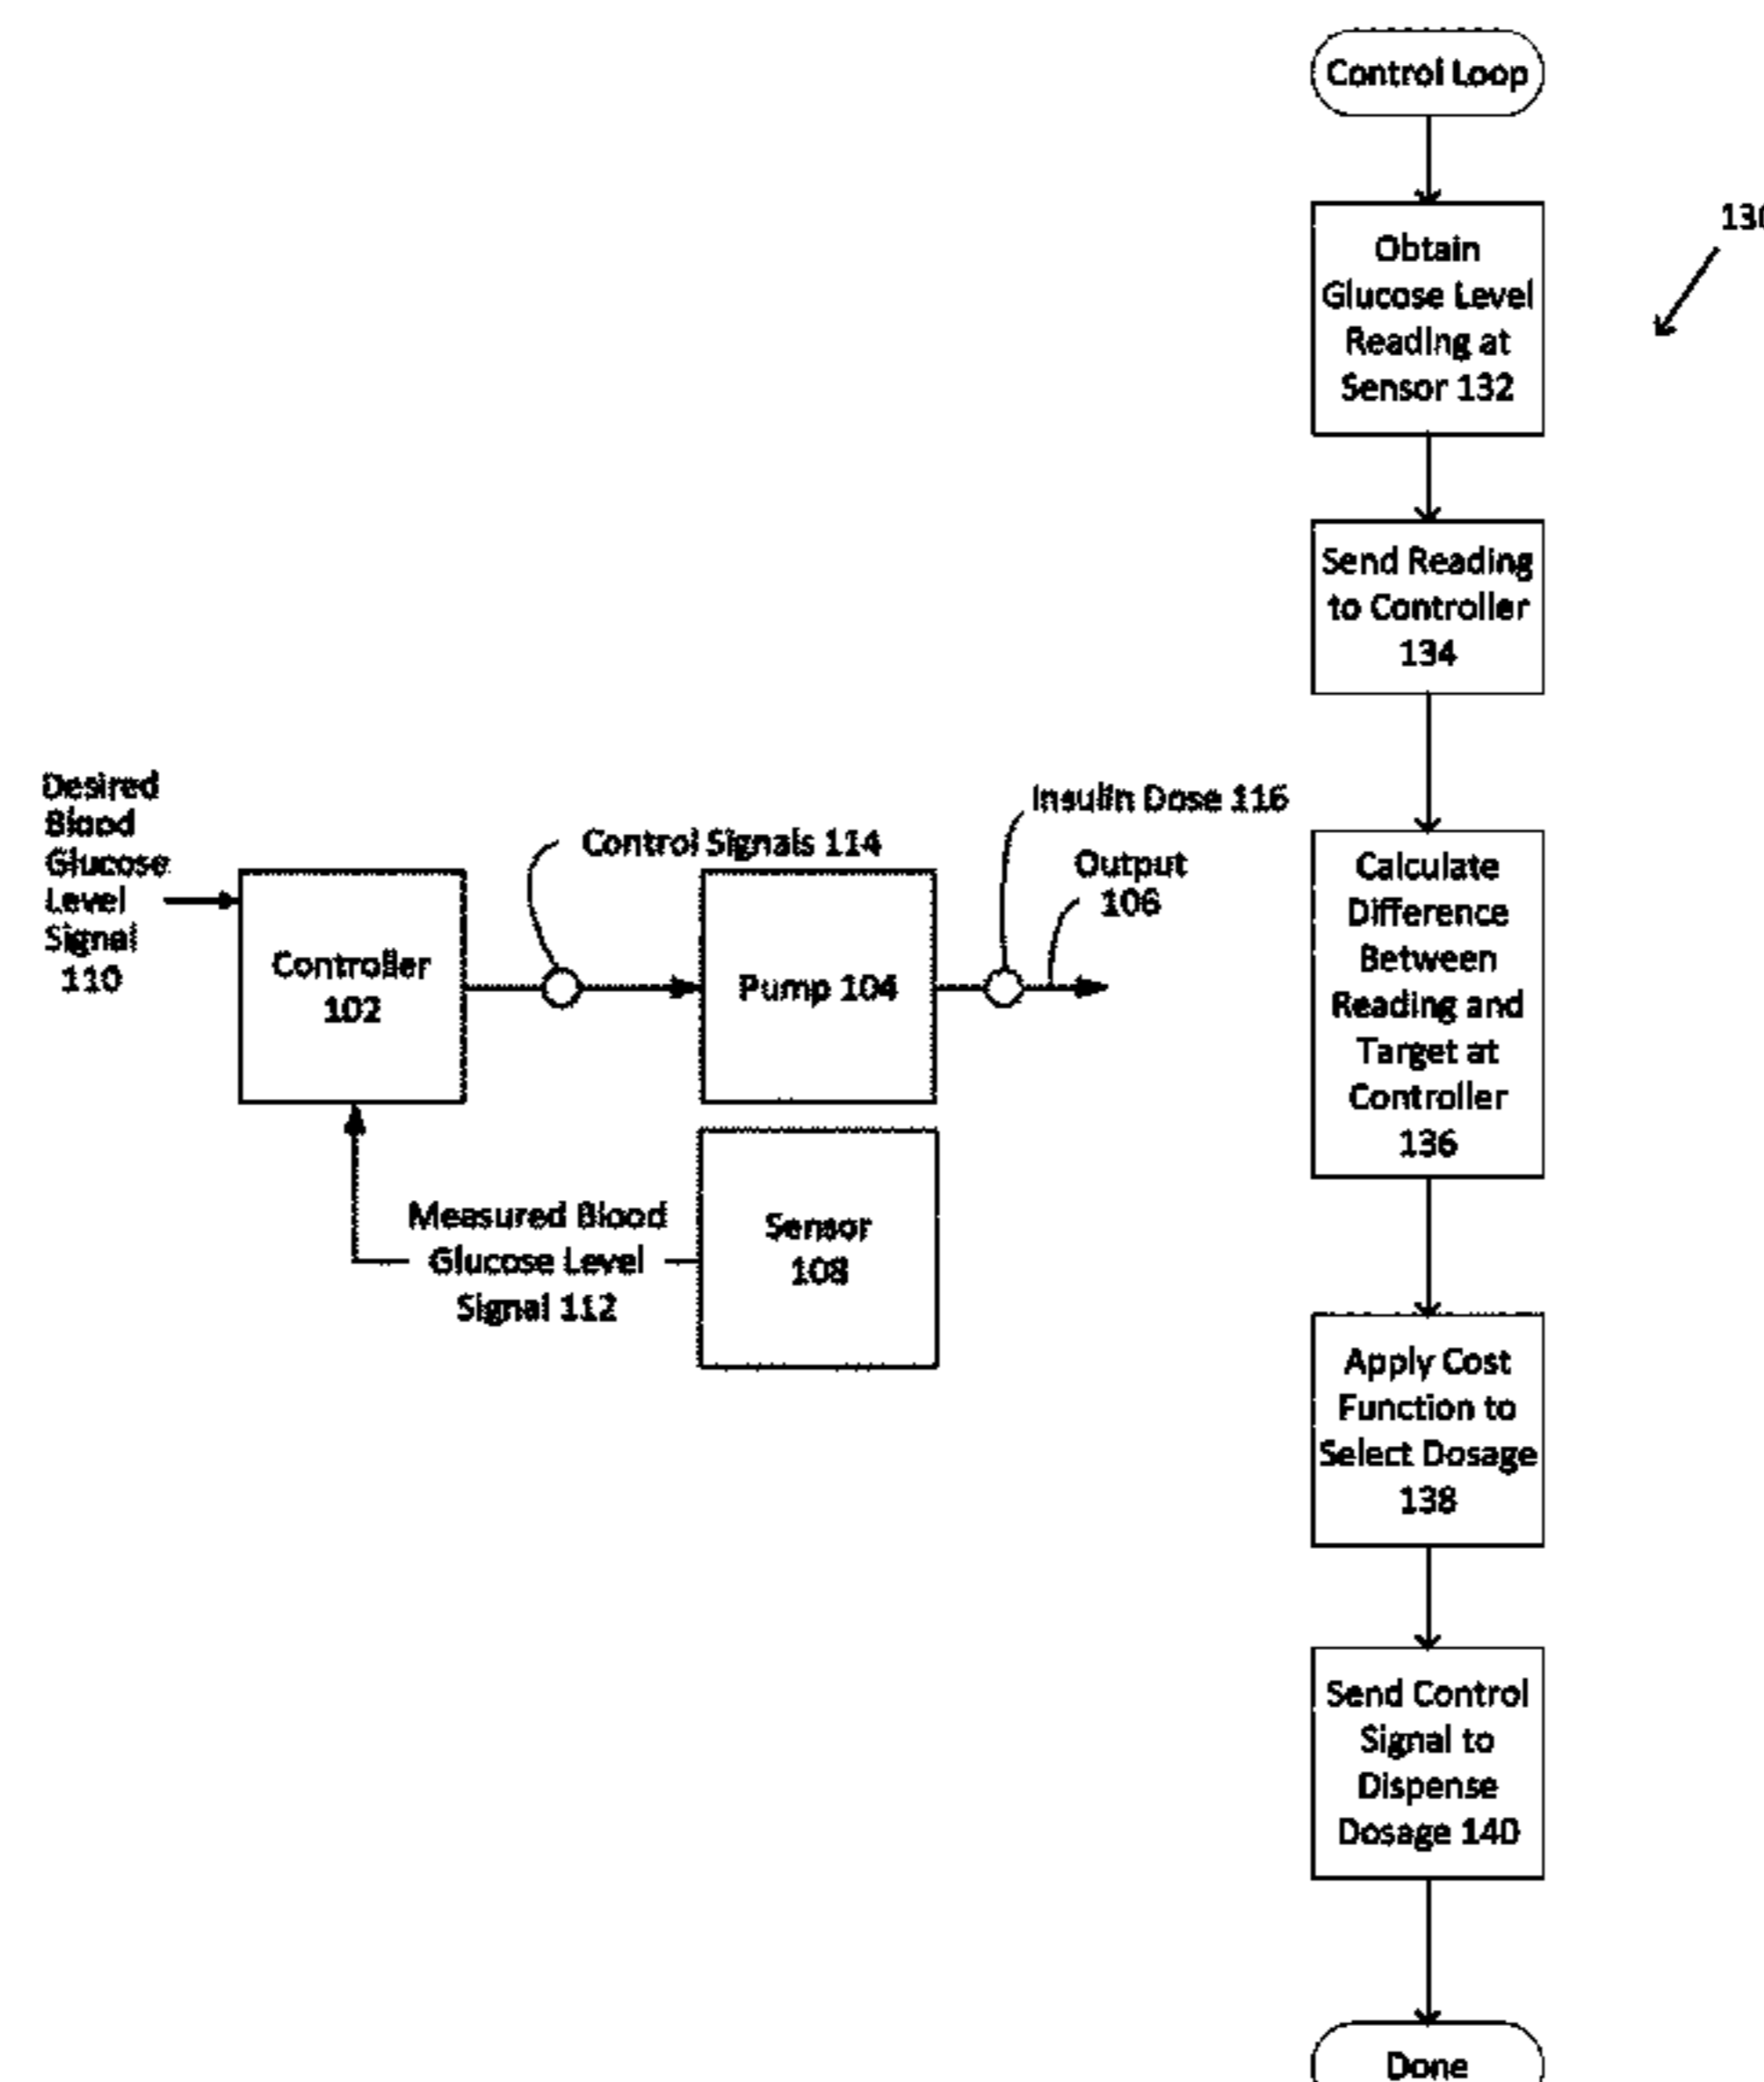 Desired
Blood
Glucose
Level
Signal
110
Controller
102
Control Signals 114
Pump 104
Insulin Dose 116
Output
106
Measured Blood
Glucose Level
Signal 112
Sensor
108
Control Loop
130
Obtain
Glucose Level
Reading at
Sensor 132
Send Reading
to Controller
134
Calculate
Difference
Between
Reading and
Target at
Controller
136
Apply Cost
Function to
Select Dosage
138
Send Control
Signal to
Dispense
Dosage 140
Done